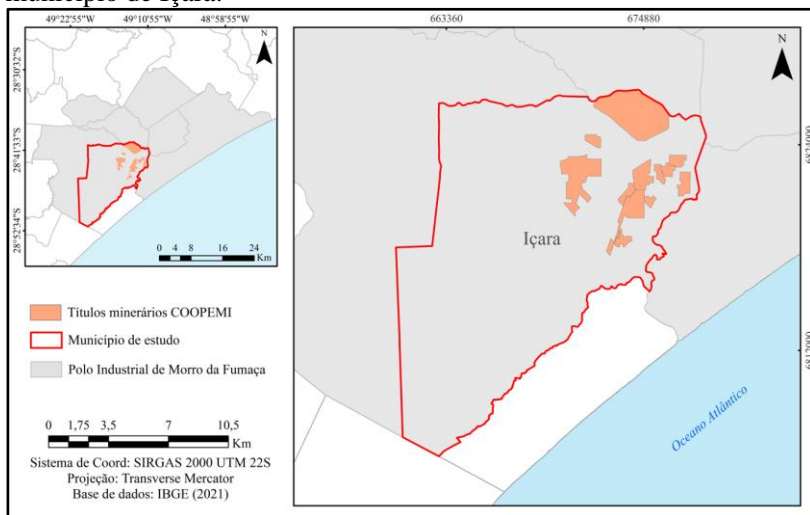 município de Içara.
49°22'55"W 49°10'55"W 48°58'55"W
28°30'32"S
28°41'33"S
28°52'34"S
N
0 4 8 16 24
Km
Títulos minerários COOPEMI
Município de estudo
Polo Industrial de Morro da Fumaça
0 1,75 3,5 7 10,5
Km
Sistema de Coord: SIRGAS 2000 UTM 22S
Projeção: Transverse Mercator
Base de dados: IBGE (2021)
663360 674880
N
Içara
6824000
Oceano Atlântico